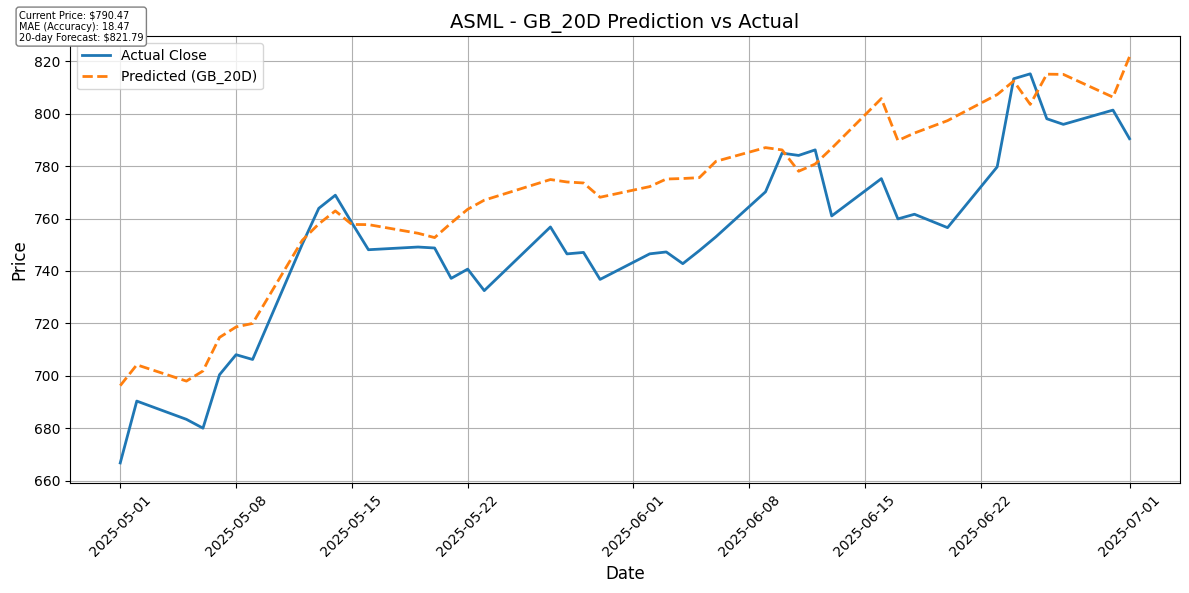 ASML - GB_20D Prediction vs Actual
Current Price: $790.47
MAE (Accuracy): 18.47
20-day Forecast: $821.79
Actual Close
Predicted (GB_20D)
Price
820
800
780
760
740
720
700
680
660
2025-05-01
2025-05-08
2025-05-15
2025-05-22
2025-06-01
2025-06-08
2025-06-15
2025-06-22
2025-07-01
Date